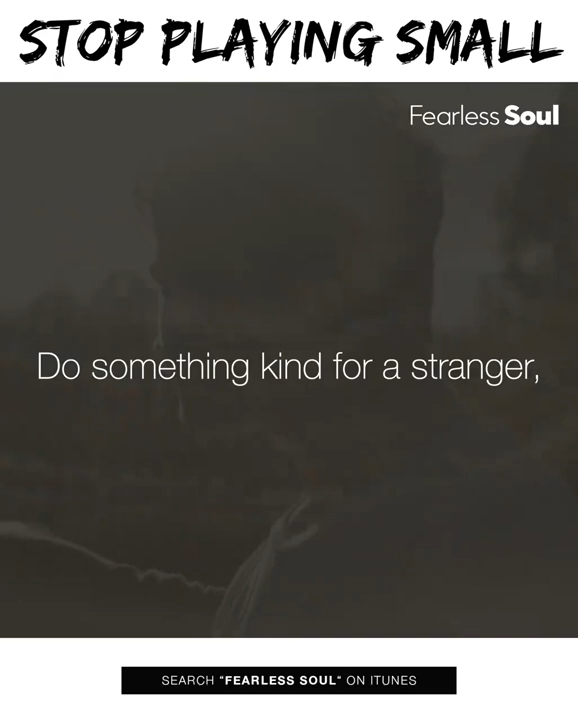 STOP PLAYING SMALL
Fearless Soul
Do something kind for a stranger,
SEARCH “FEARLESS SOUL“ ON ITUNES